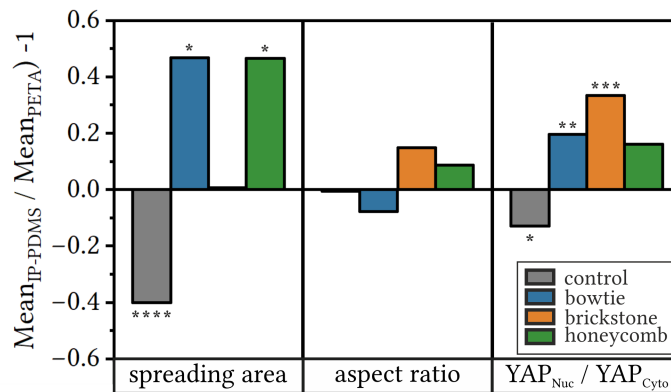 Mean_IP-PDMS / Mean_PETA) -1
0.6
0.4
0.2
0.0
−0.2
−0.4
−0.6
****
*
*
*
**
***
control
bowtie
brickstone
honeycomb
spreading area
aspect ratio
YAP_Nuc / YAP_Cyto